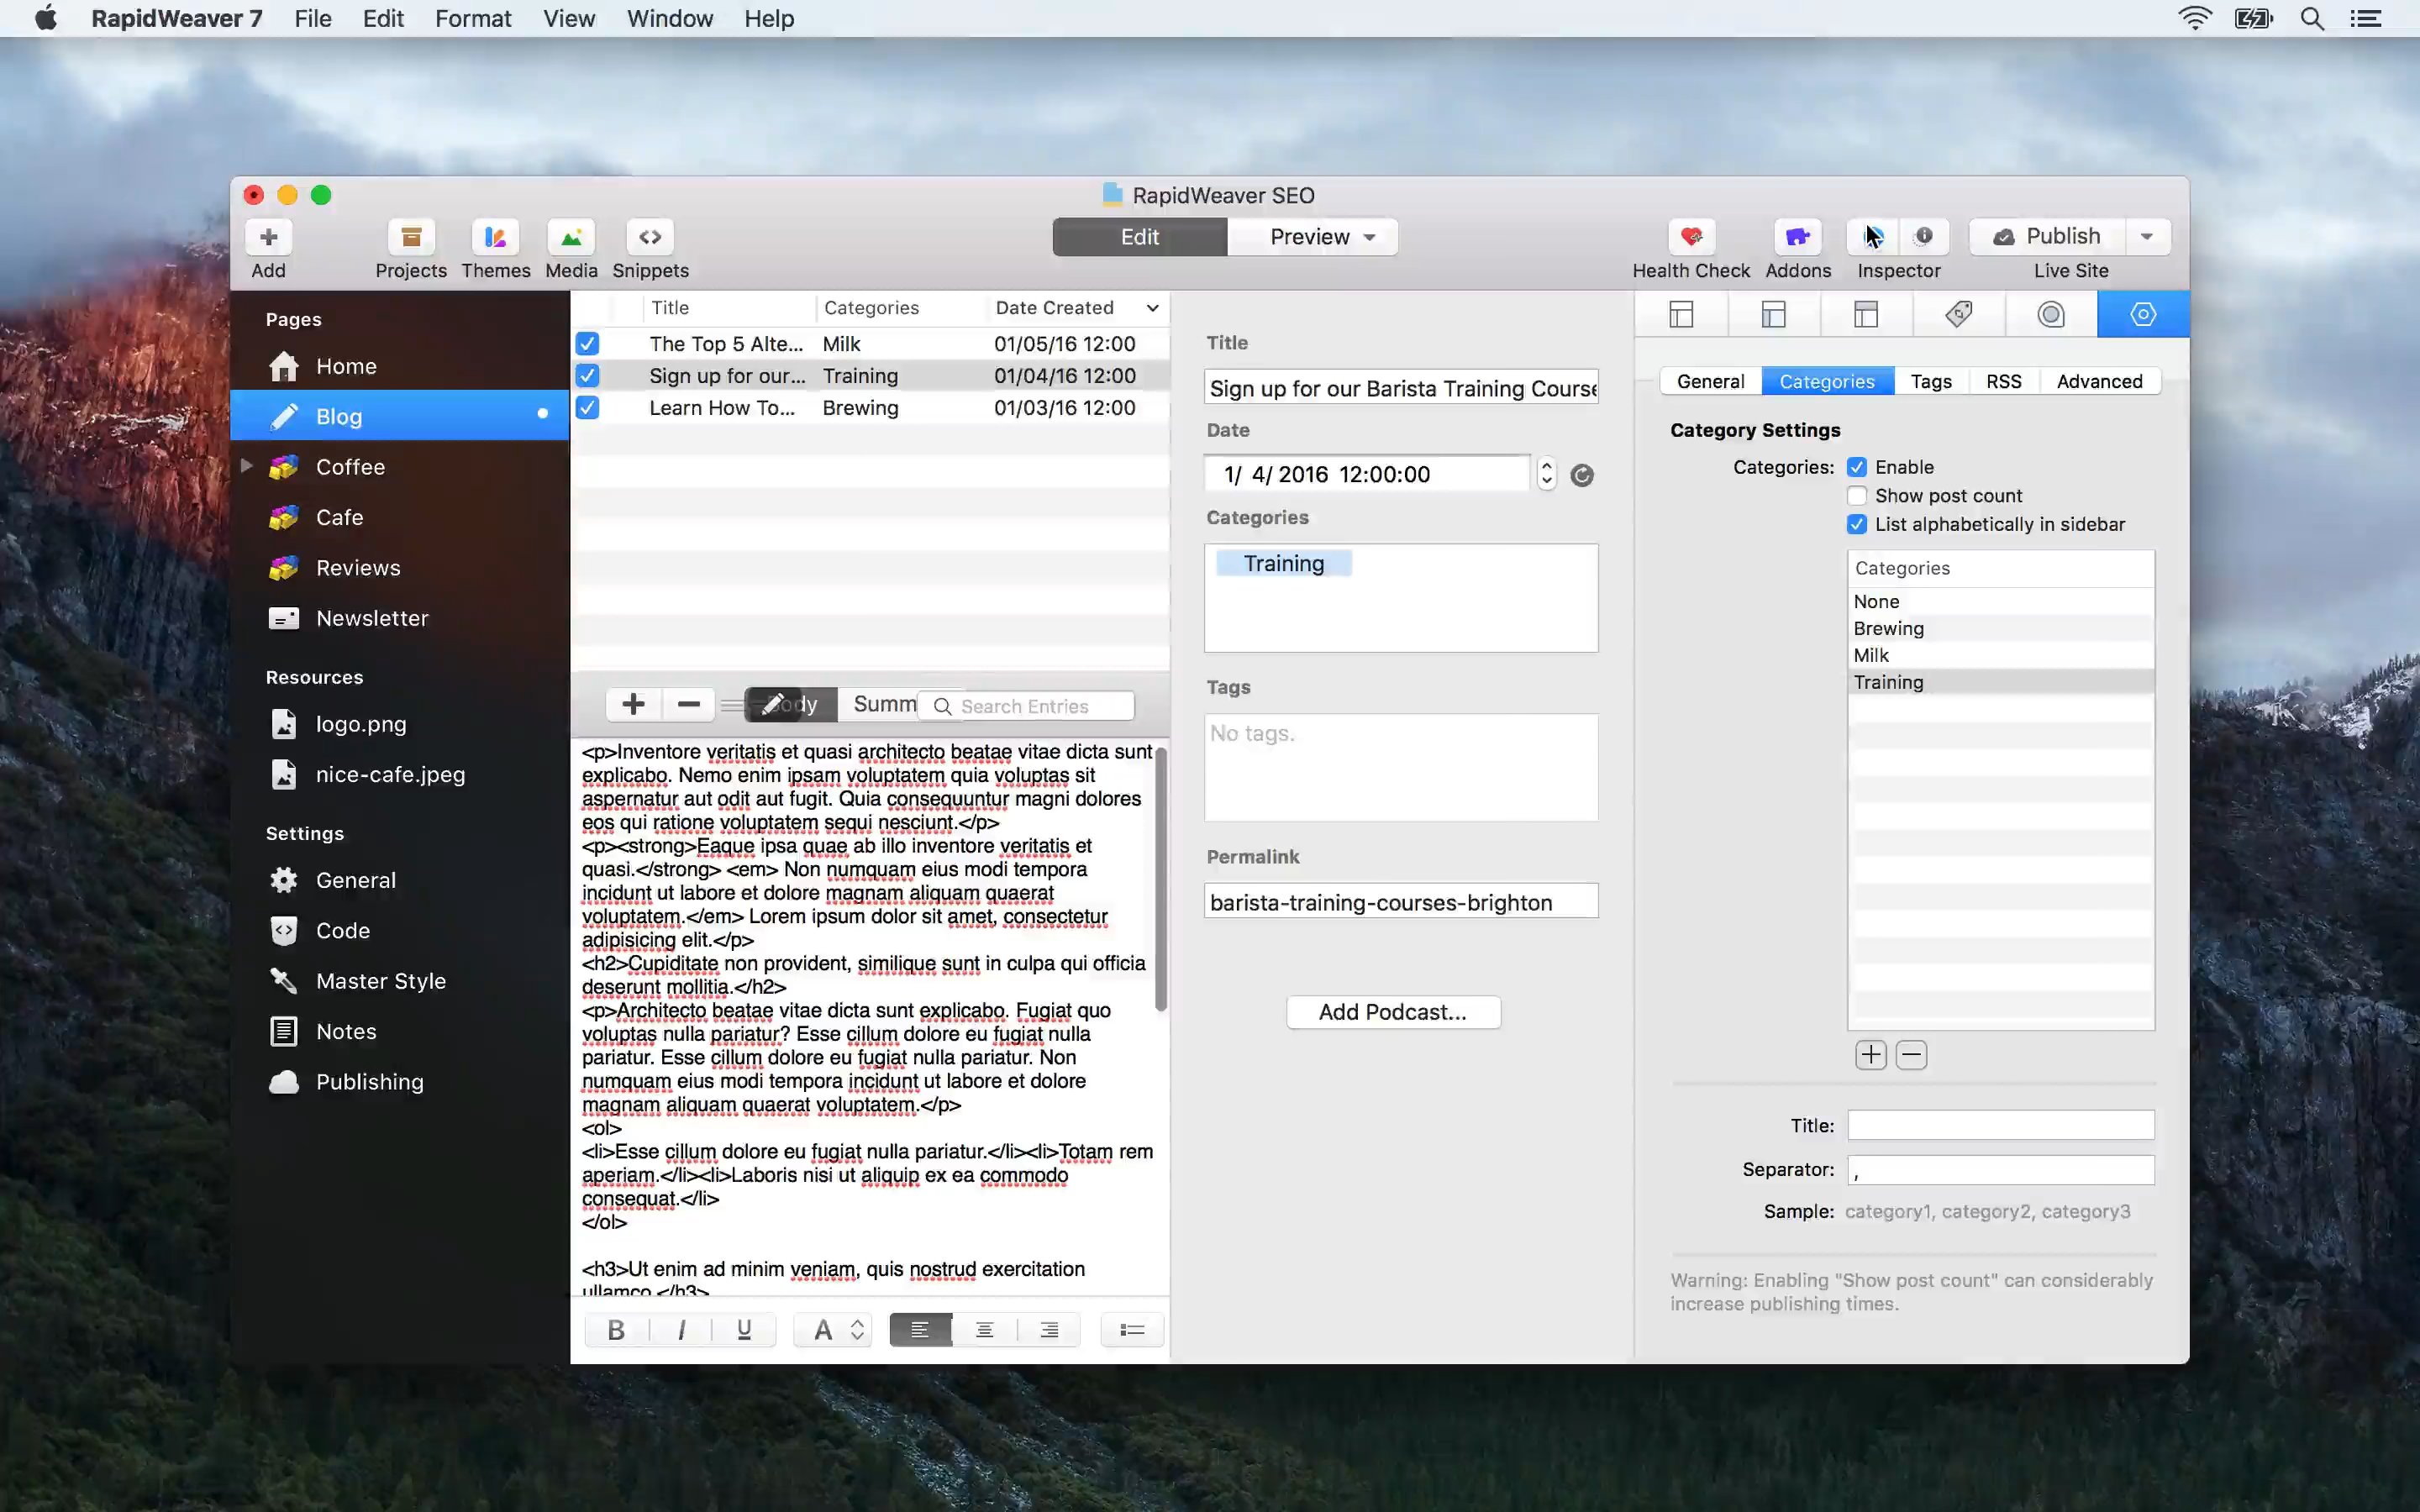 RapidWeaver 7 File Edit Format View Window Help
RapidWeaver SEO
Edit Preview
Publish
Add Projects Themes Media Snippets
Health Check Addons Inspector Live Site
Pages
Home
Blog
Coffee
Cafe
Reviews
Newsletter
Resources
logo.png
nice-cafe.jpeg
Settings
General
Code
Master Style
Notes
Publishing
Title Categories Date Created
The Top 5 Alte... Milk 01/05/16 12:00
Sign up for our... Training 01/04/16 12:00
Learn How To... Brewing 01/03/16 12:00
Summ Search Entries
<p>Inventore veritatis et quasi architecto beatae vitae dicta sunt
explicabo. Nemo enim ipsam voluptatem quia voluptas sit
aspernatur aut odit aut fugit. Quia consequuntur magni dolores
eos qui ratione voluptatem sequi nesciunt.</p>
<p><strong>Eaque ipsa quae ab illo inventore veritatis et
quasi.</strong> <em> Non numquam eius modi tempora
incidunt ut labore et dolore magnam aliquam quaerat
voluptatem.</em> Lorem ipsum dolor sit amet, consectetur
adipisicing elit.</p>
<h2>Cupiditate non provident, similique sunt in culpa qui officia
deserunt mollitia.</h2>
<p>Architecto beatae vitae dicta sunt explicabo. Fugiat quo
voluptas nulla pariatur? Esse cillum dolore eu fugiat nulla
pariatur. Esse cillum dolore eu fugiat nulla pariatur. Non
numquam eius modi tempora incidunt ut labore et dolore
magnam aliquam quaerat voluptatem.</p>
<ol>
<li>Esse cillum dolore eu fugiat nulla pariatur.</li><li>Totam rem
aperiam.</li><li>Laboris nisi ut aliquip ex ea commodo
consequat.</li>
</ol>
<h3>Ut enim ad minim veniam, quis nostrud exercitation
ullamco.</h3>
B I U A
Title
Sign up for our Barista Training Course
Date
1/ 4/ 2016 12:00:00
Categories
Training
Tags
No tags.
Permalink
barista-training-courses-brighton
Add Podcast...
General Categories Tags RSS Advanced
Category Settings
Categories: Enable
Show post count
List alphabetically in sidebar
Categories
None
Brewing
Milk
Training
Title:
Separator: ,
Sample: category1, category2, category3
Warning: Enabling "Show post count" can considerably
increase publishing times.